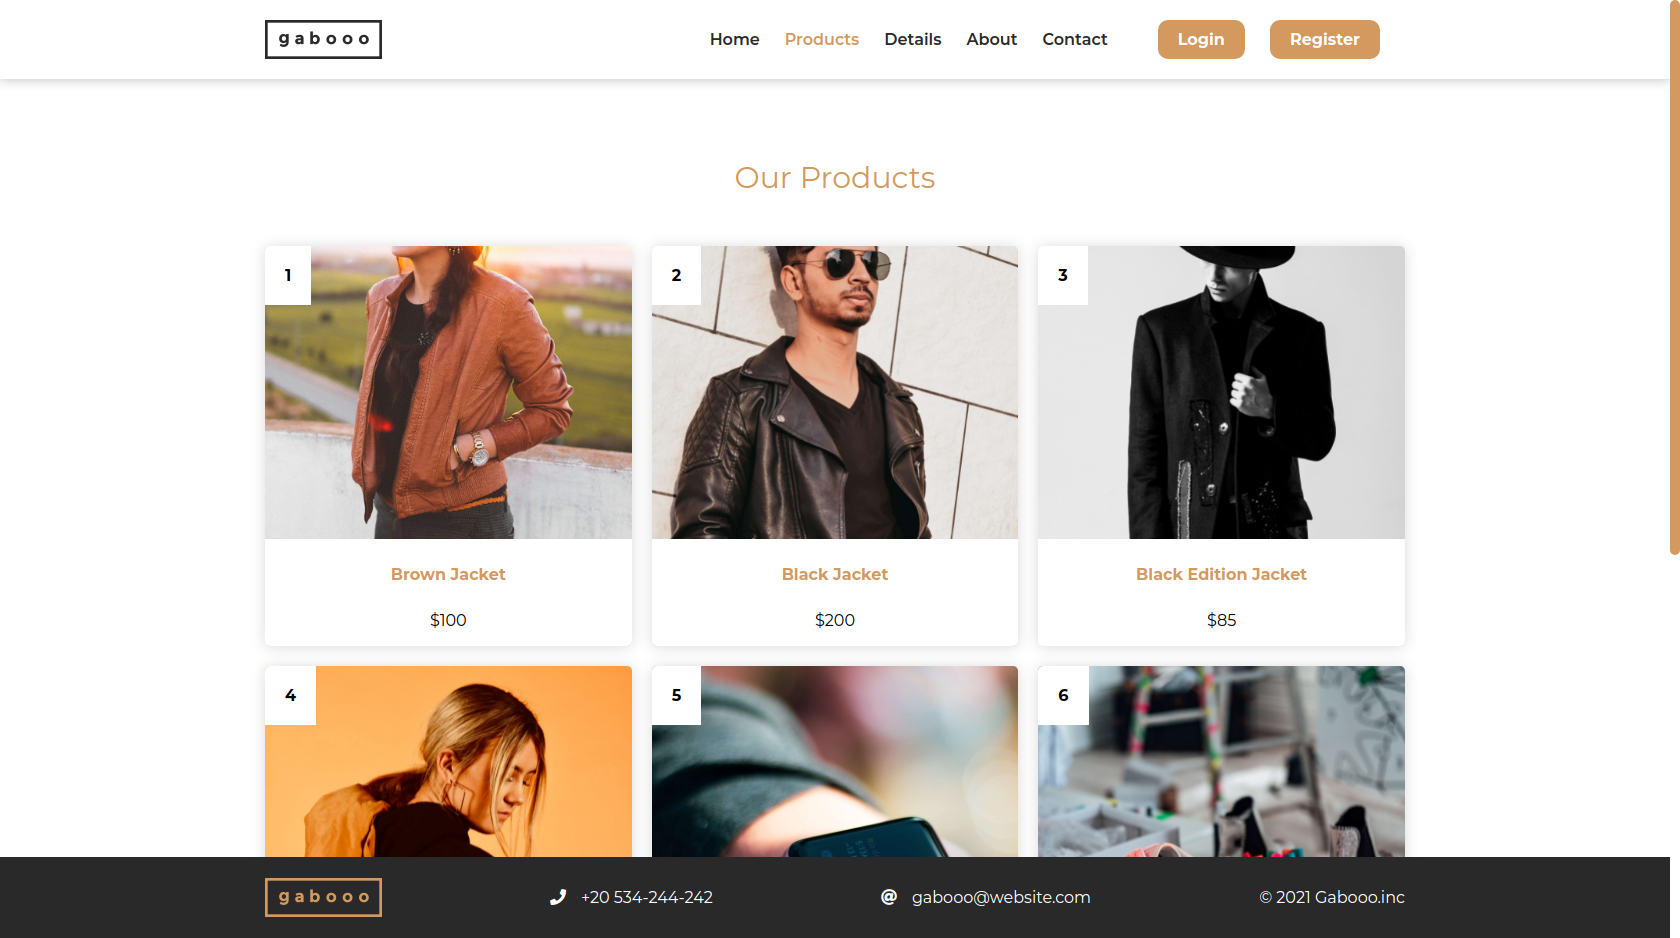 gabooo Home Products Details About Contact Login Register
Our Products
1 2 3
Brown Jacket Black Jacket Black Edition Jacket
$100 $200 $85
4 5 6
gabooo +20 534-244-242 gabooo@website.com © 2021 Gabooo.inc